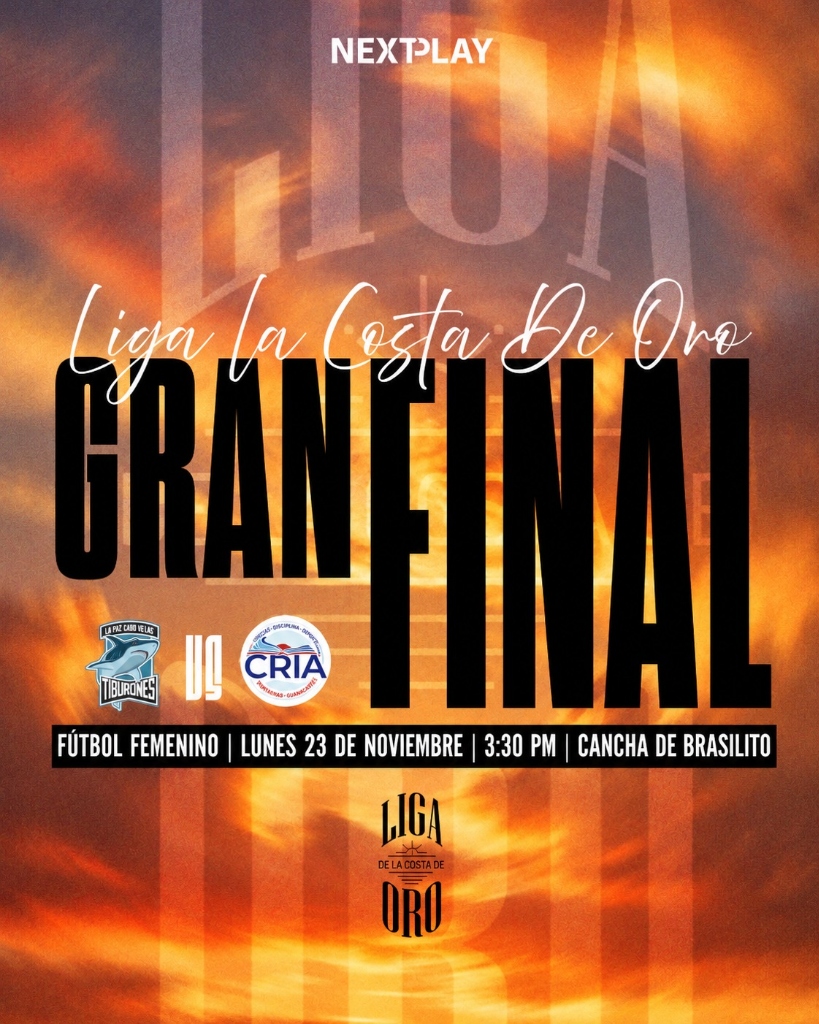 NEXTPLAY
LIGA
Liga la Costa De Oro
GRAN FINAL
LA PAZ CABO VELAS
TIBURONES
VS
CRIA
FÚTBOL FEMENINO | LUNES 23 DE NOVIEMBRE | 3:30 PM | CANCHA DE BRASILITO
LIGA
DE LA COSTA DE
ORO